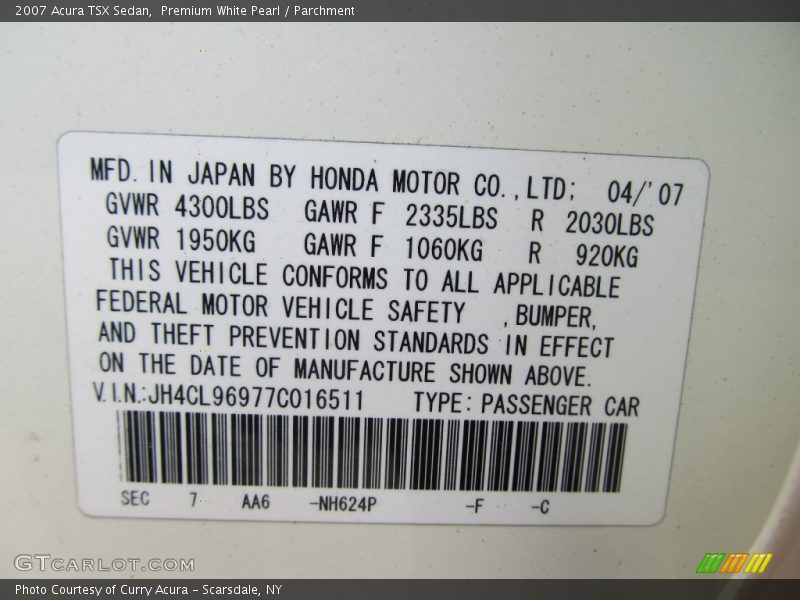 2007 Acura TSX Sedan,  Premium White Pearl / Parchment
MFD. IN JAPAN BY HONDA MOTOR CO.,LTD; 04/'07
GVWR 4300LBS GAWR F 2335LBS R 2030LBS
GVWR 1950KG GAWR F 1060KG R 920KG
THIS VEHICLE CONFORMS TO ALL APPLICABLE
FEDERAL MOTOR VEHICLE SAFETY ,BUMPER,
AND THEFT PREVENTION STANDARDS IN EFFECT
ON THE DATE OF MANUFACTURE SHOWN ABOVE.
V.I.N.:JH4CL96977C016511 TYPE: PASSENGER CAR
SEC 7 AA6 -NH624P -F -C
GTCARLOT.COM
Photo Courtesy of Curry Acura - Scarsdale, NY